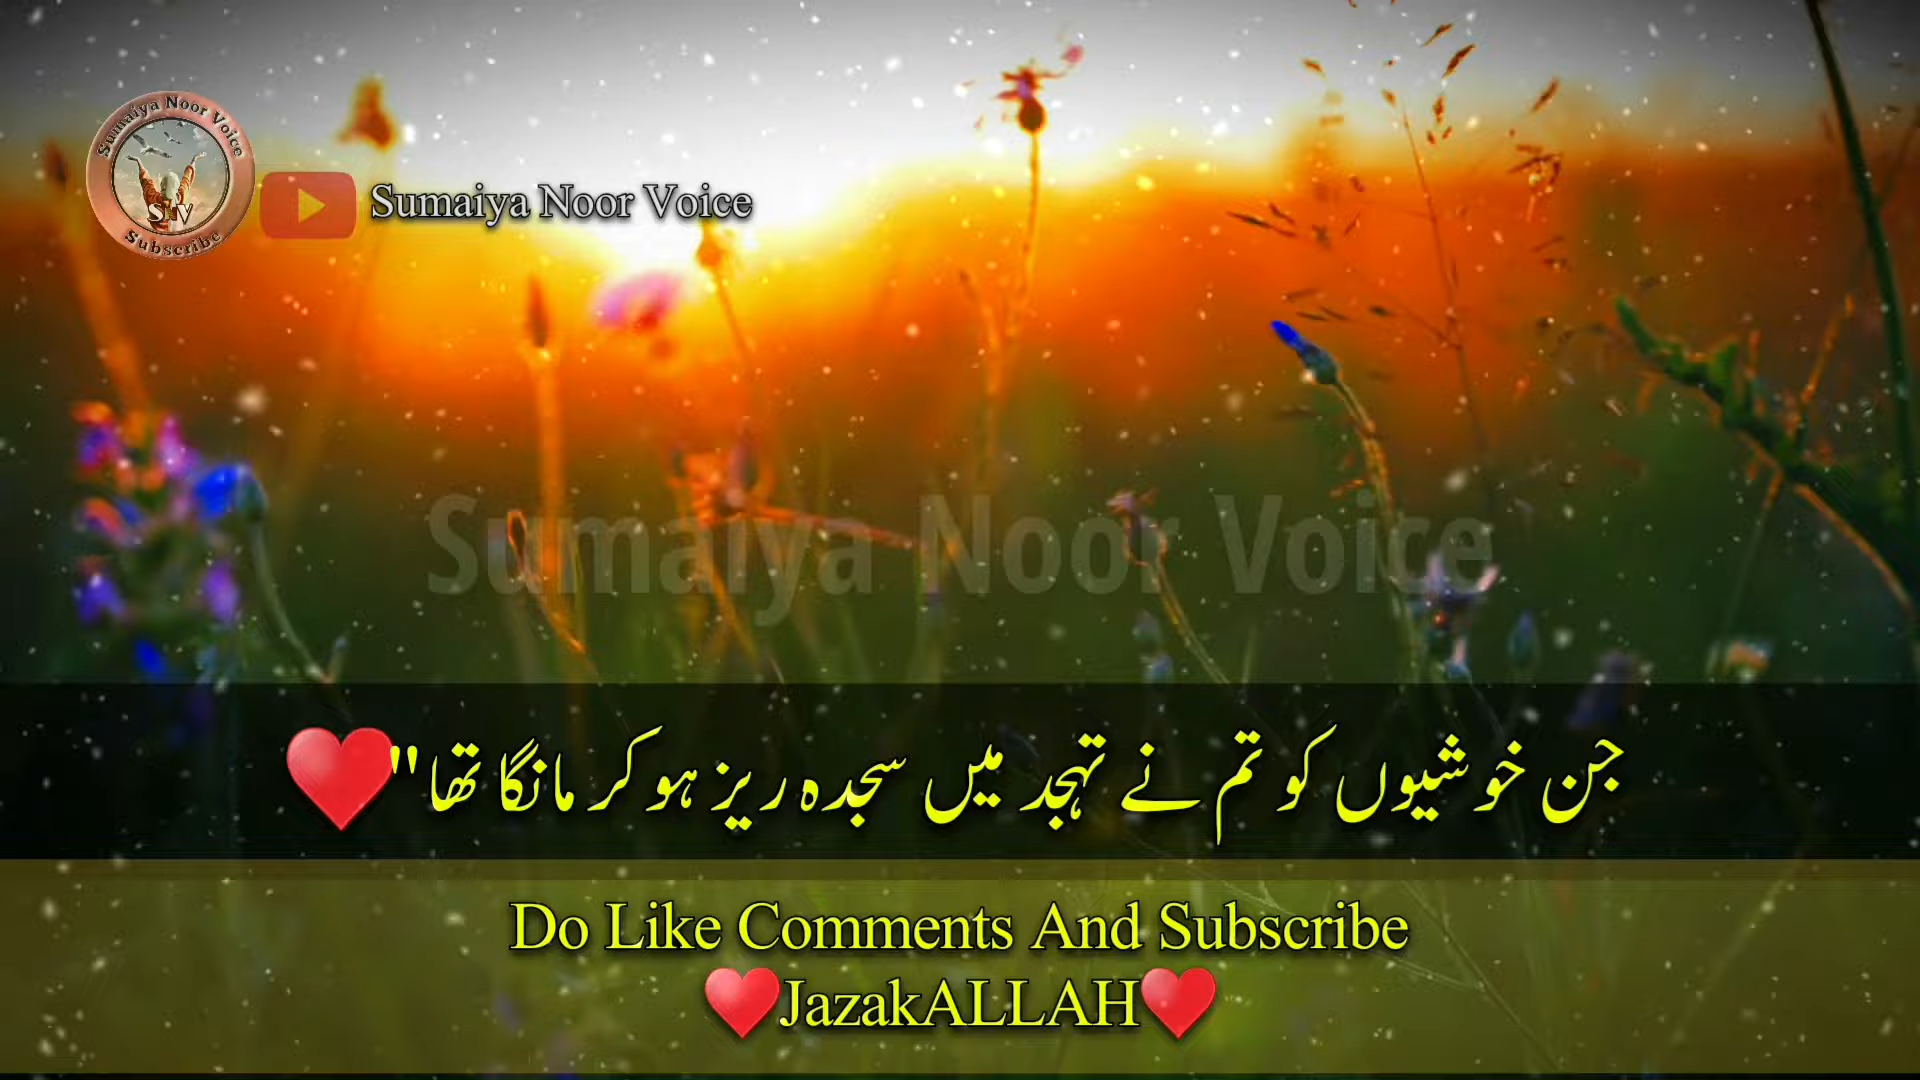 Sumaiya Noor Voice
SNV
Subscribe
Sumaiya Noor Voice
Sumaiya Noor Voice
جن خوشیوں کو تم نے تہجد میں سجدہ ریز ہو کر مانگا تھا"❤️
Do Like Comments And Subscribe
❤️JazakALLAH❤️